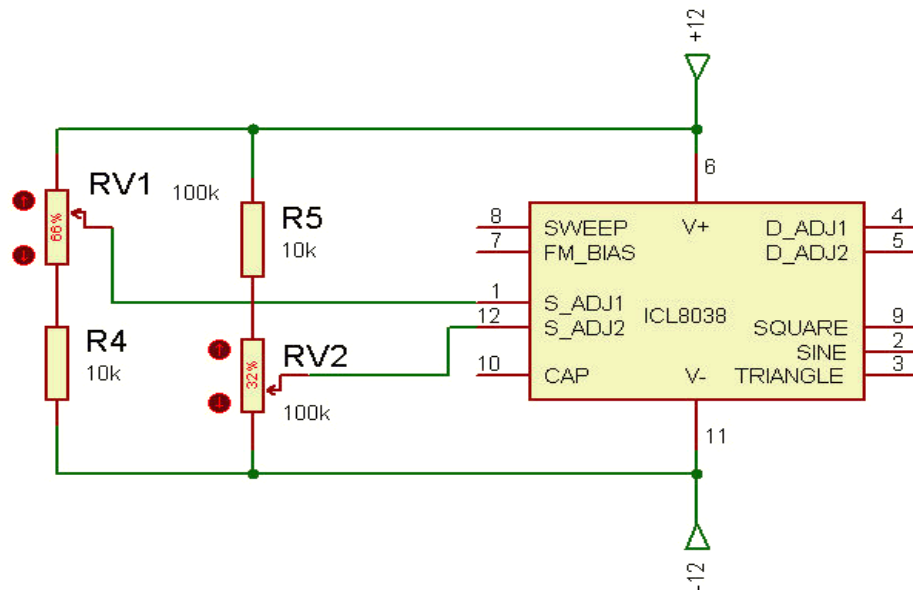 +12
RV1
100k
66%
R5
10k
R4
10k
RV2
32%
100k
6
8
SWEEP
V+
D_ADJ1
4
7
FM_BIAS
D_ADJ2
5
1
S_ADJ1
ICL8038
12
S_ADJ2
SQUARE
9
SINE
2
10
CAP
V-
TRIANGLE
3
11
-12